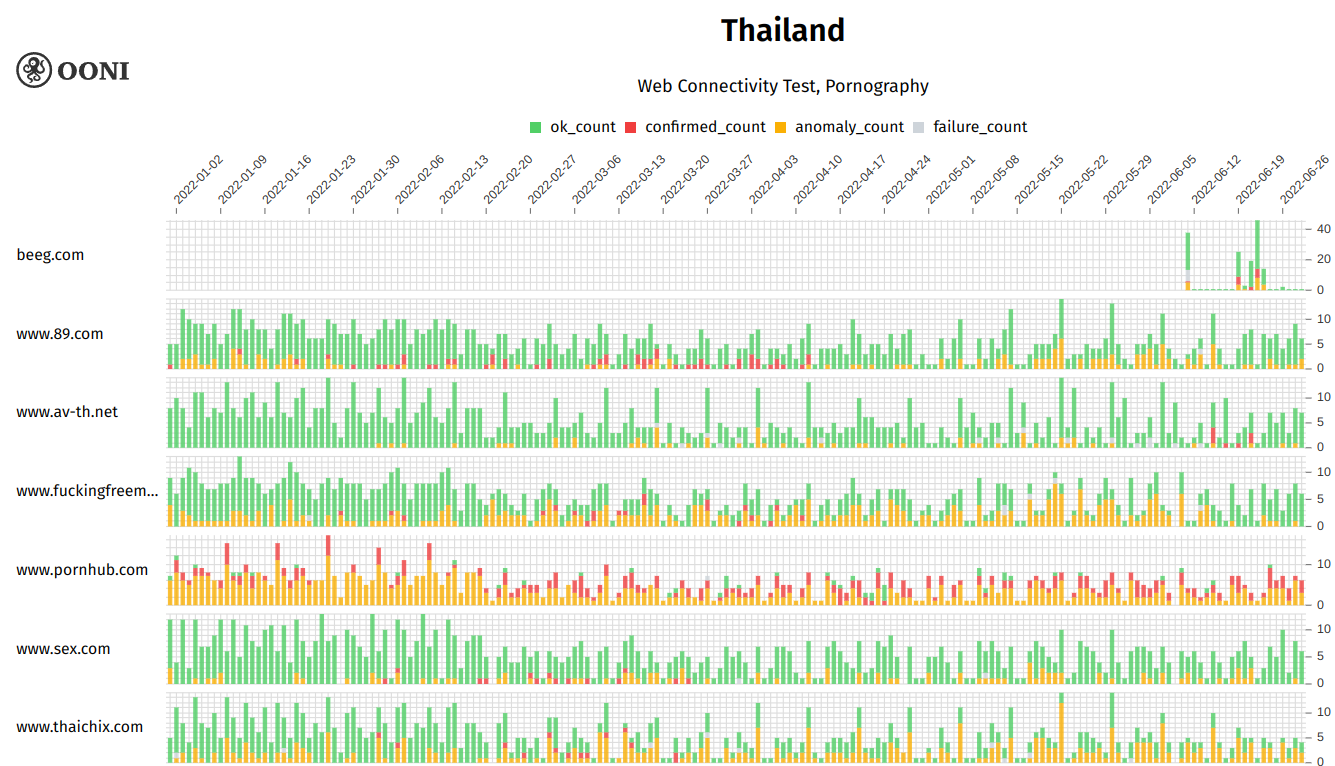 Thailand
OONI
Web Connectivity Test, Pornography
ok_count confirmed_count anomaly_count failure_count
2022-01-02 2022-01-09 2022-01-16 2022-01-23 2022-01-30 2022-02-06 2022-02-13 2022-02-20 2022-02-27 2022-03-06 2022-03-13 2022-03-20 2022-03-27 2022-04-03 2022-04-10 2022-04-17 2022-04-24 2022-05-01 2022-05-08 2022-05-15 2022-05-22 2022-05-29 2022-06-05 2022-06-12 2022-06-19 2022-06-26
40
beeg.com
20
0
10
www.89.com
5
0
10
www.av-th.net
5
0
10
www.fuckingfreem...
5
0
10
www.pornhub.com
0
10
www.sex.com
5
0
10
www.thaichix.com
5
0